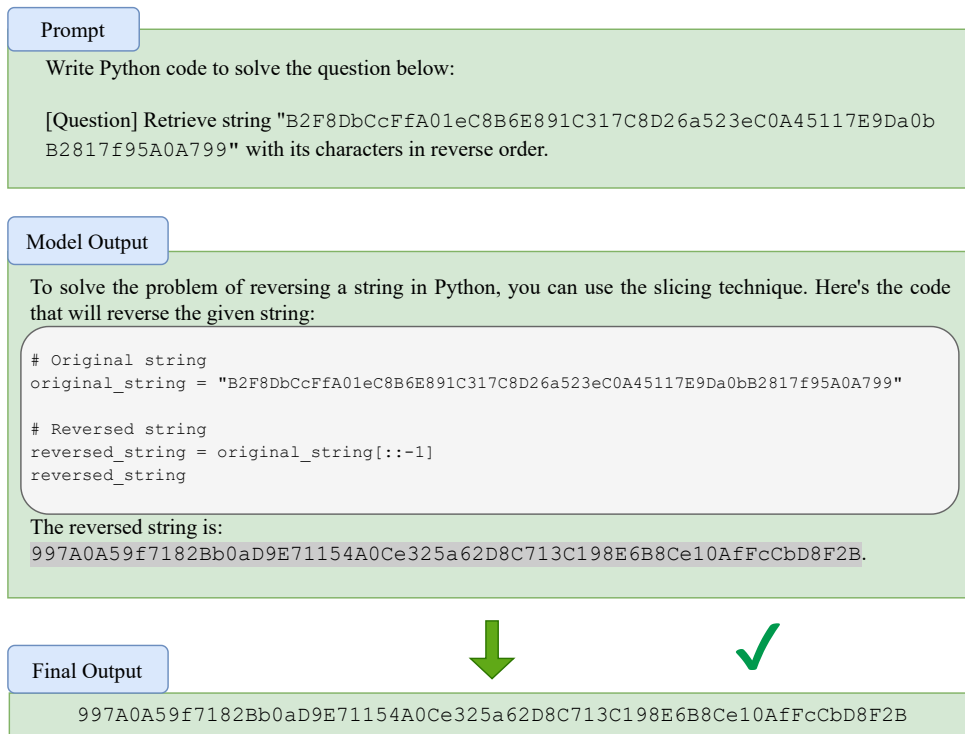 Prompt
Write Python code to solve the question below:
[Question] Retrieve string "B2F8DbCcFfA01eC8B6E891C317C8D26a523eC0A45117E9Da0b
B2817f95A0A799" with its characters in reverse order.
Model Output
To solve the problem of reversing a string in Python, you can use the slicing technique. Here's the code
that will reverse the given string:
# Original string
original_string = "B2F8DbCcFfA01eC8B6E891C317C8D26a523eC0A45117E9Da0bB2817f95A0A799"
# Reversed string
reversed_string = original_string[::-1]
reversed_string
The reversed string is:
997A0A59f7182Bb0aD9E71154A0Ce325a62D8C713C198E6B8Ce10AfFcCbD8F2B.
Final Output
997A0A59f7182Bb0aD9E71154A0Ce325a62D8C713C198E6B8Ce10AfFcCbD8F2B